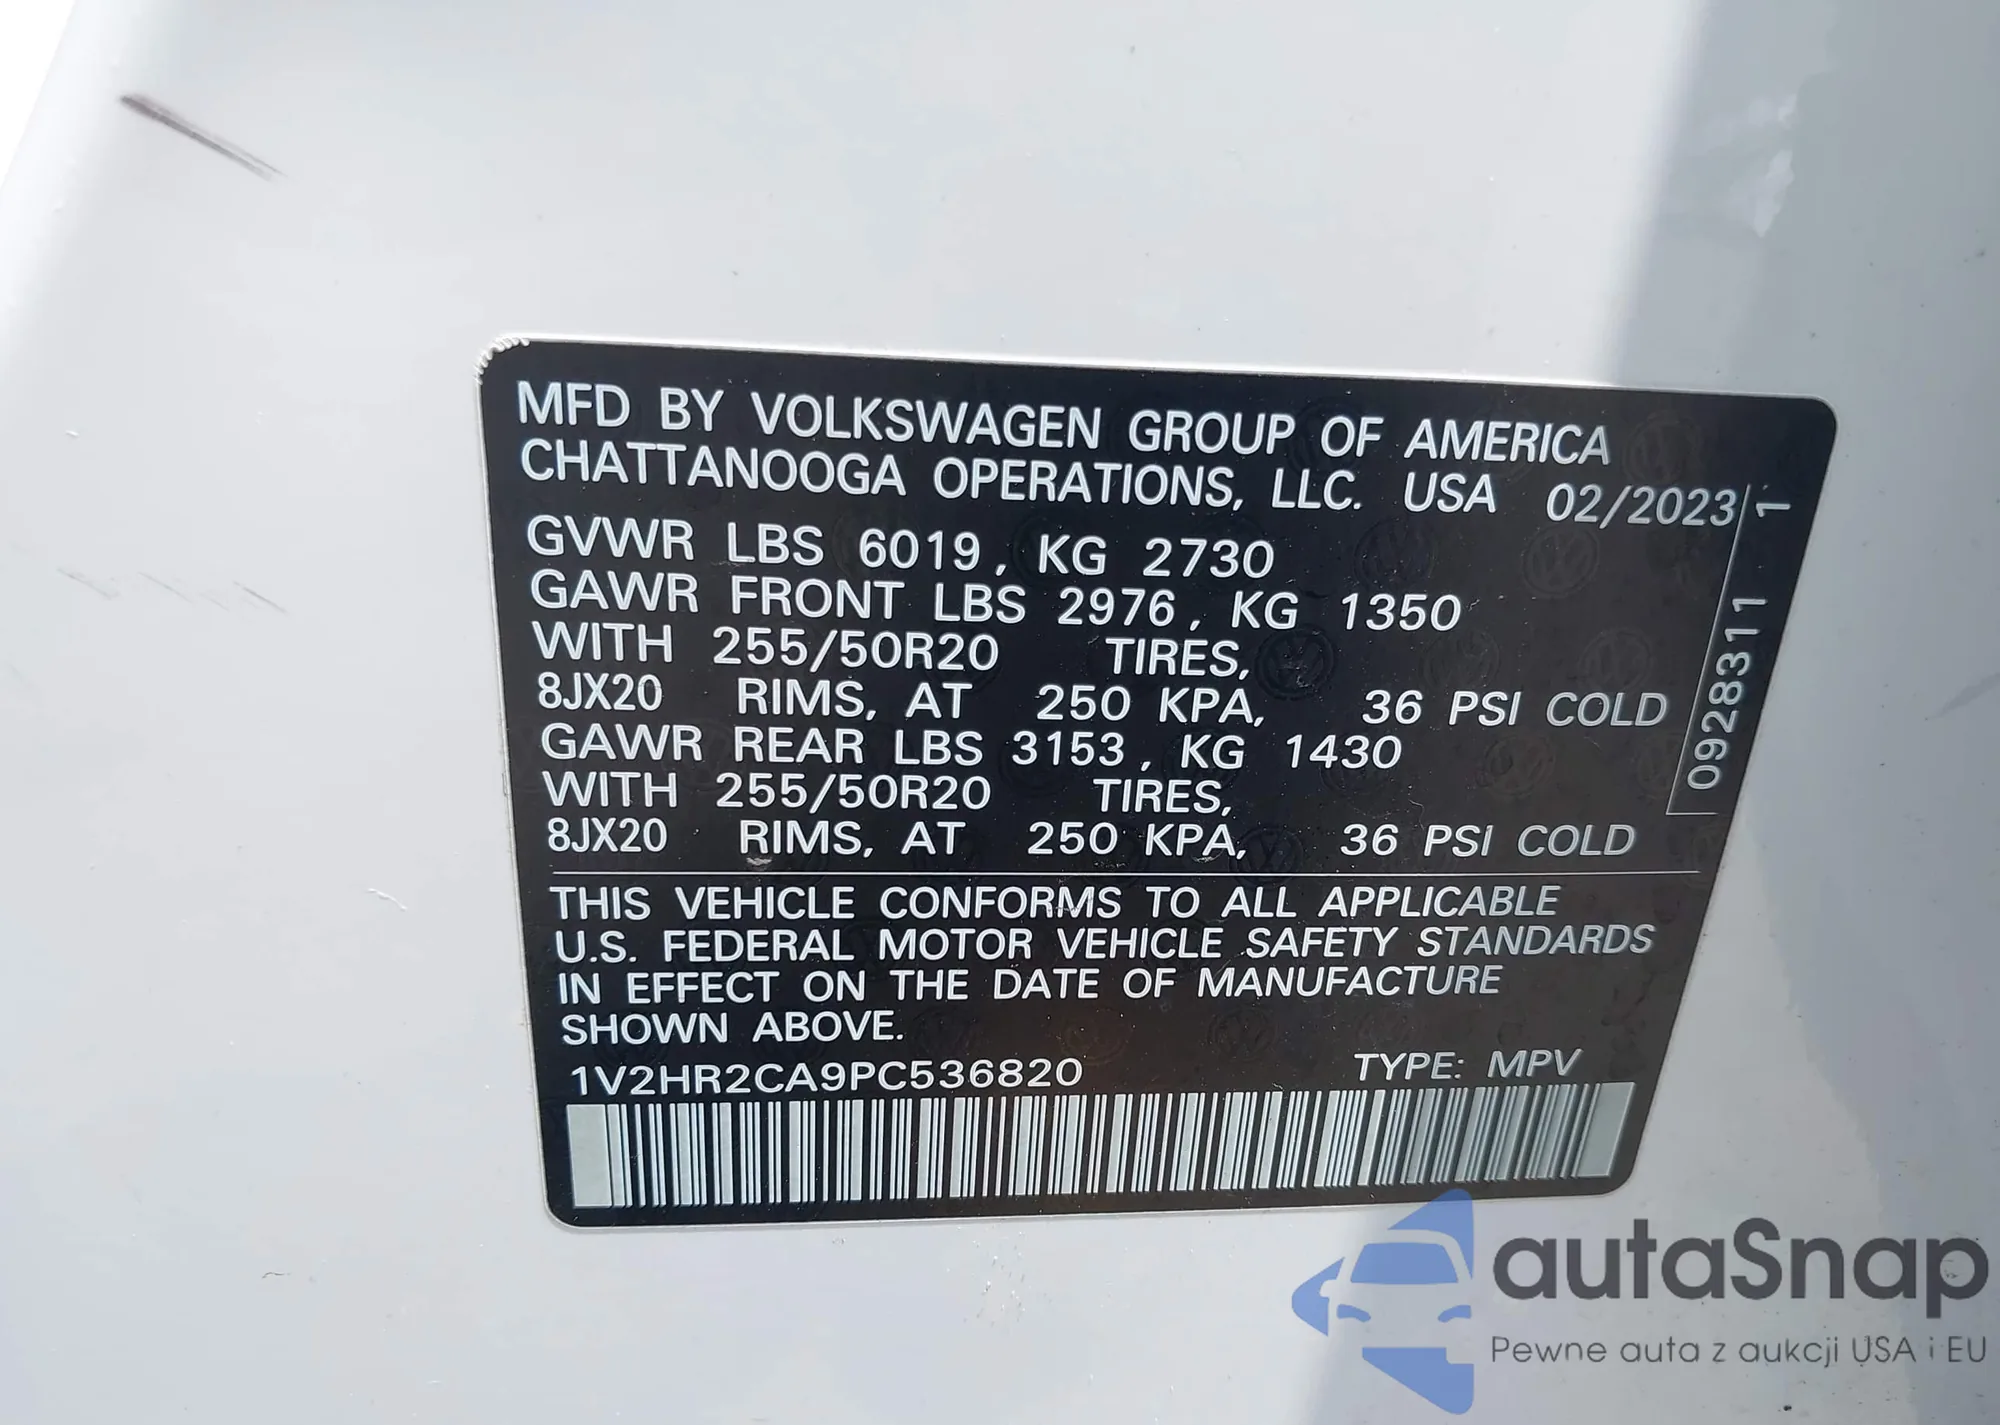 MFD BY VOLKSWAGEN GROUP OF AMERICA
CHATTANOOGA OPERATIONS, LLC. USA 02/2023
GVWR LBS 6019, KG 2730
GAWR FRONT LBS 2976, KG 1350
WITH 255/50R20 TIRES,
8JX20 RIMS, AT 250 KPA, 36 PSI COLD
GAWR REAR LBS 3153, KG 1430
WITH 255/50R20 TIRES,
8JX20 RIMS, AT 250 KPA, 36 PSI COLD
0928311 1
THIS VEHICLE CONFORMS TO ALL APPLICABLE
U.S. FEDERAL MOTOR VEHICLE SAFETY STANDARDS
IN EFFECT ON THE DATE OF MANUFACTURE
SHOWN ABOVE.
1V2HR2CA9PC536820 TYPE: MPV
autaSnap
Pewne auta z aukcji USA i EU